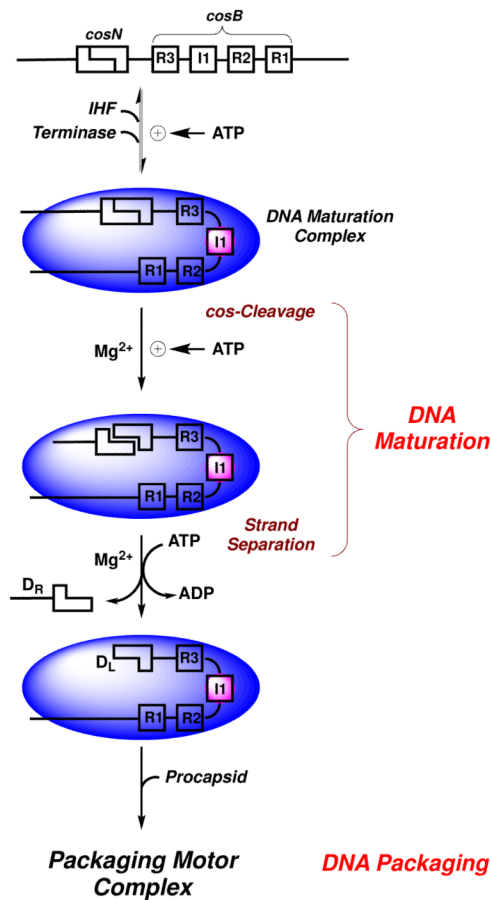 cosN
cosB
R3 I1 R2 R1
IHF
Terminase
+ ATP
R3
I1
R1 R2
DNA Maturation
Complex
cos-Cleavage
Mg²⁺ + ATP
DNA
Maturation
R3
I1
R1 R2
Strand
Separation
ATP
Mg²⁺
ADP
D_R
D_L R3
I1
R1 R2
Procapsid
Packaging Motor
Complex
DNA Packaging